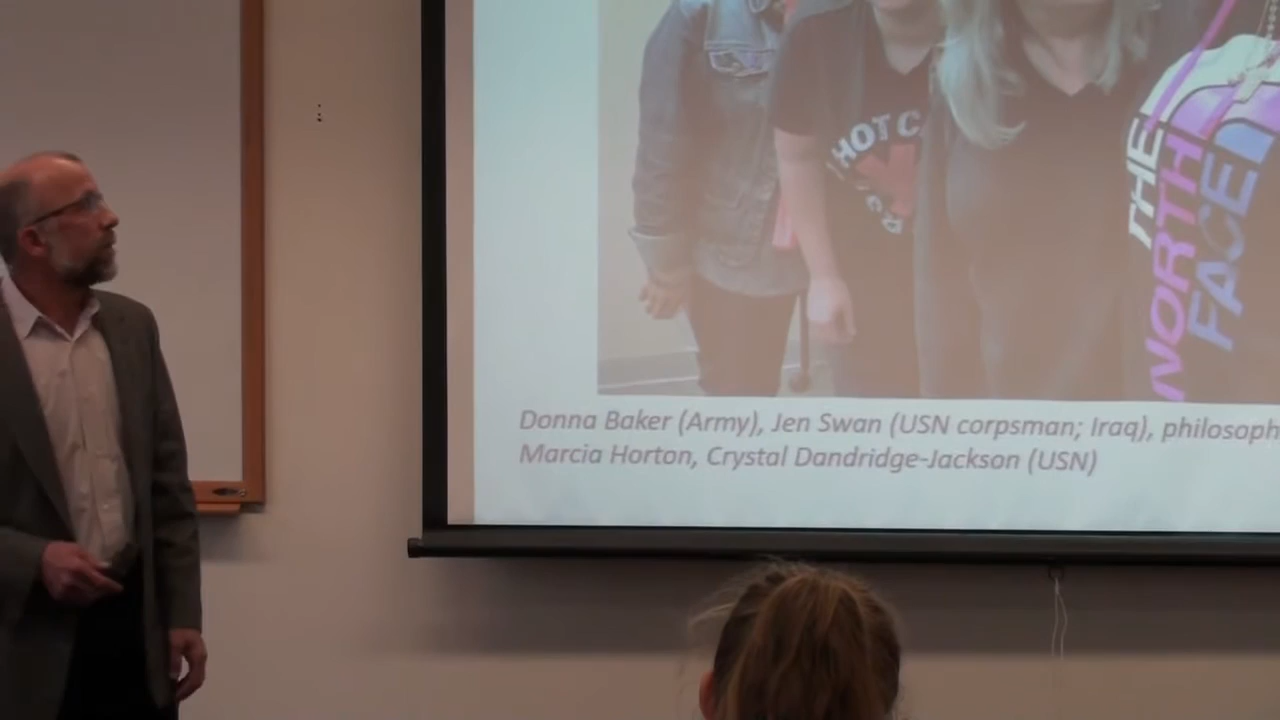 HOT C
THE
NORTH
FACE
Donna Baker (Army), Jen Swan (USN corpsman; Iraq), philosoph
Marcia Horton, Crystal Dandridge-Jackson (USN)